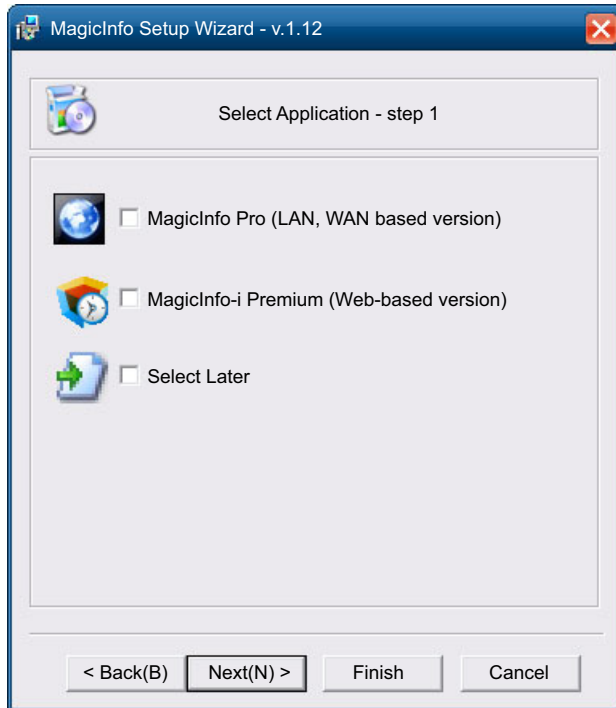 MagicInfo Setup Wizard - v.1.12
Select Application - step 1
MagicInfo Pro (LAN, WAN based version)
MagicInfo-i Premium (Web-based version)
Select Later
< Back(B) Next(N) > Finish Cancel